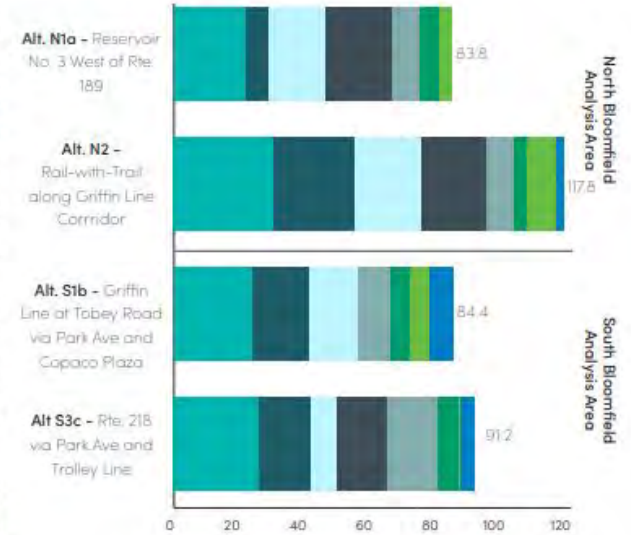 Alt. N1a - Reservoir
No. 3 West of Rte.
189
83.8
Alt. N2 -
Rail-with-Trail
along Griffin Line
Corrridor
117.8
North Bloomfield
Analysis Area
Alt. S1b - Griffin
Line at Tobey Road
via Park Ave and
Copaco Plaza
84.4
Alt S3c - Rte. 218
via Park Ave and
Trolley Line
91.2
South Bloomfield
Analysis Area
0 20 40 60 80 100 120